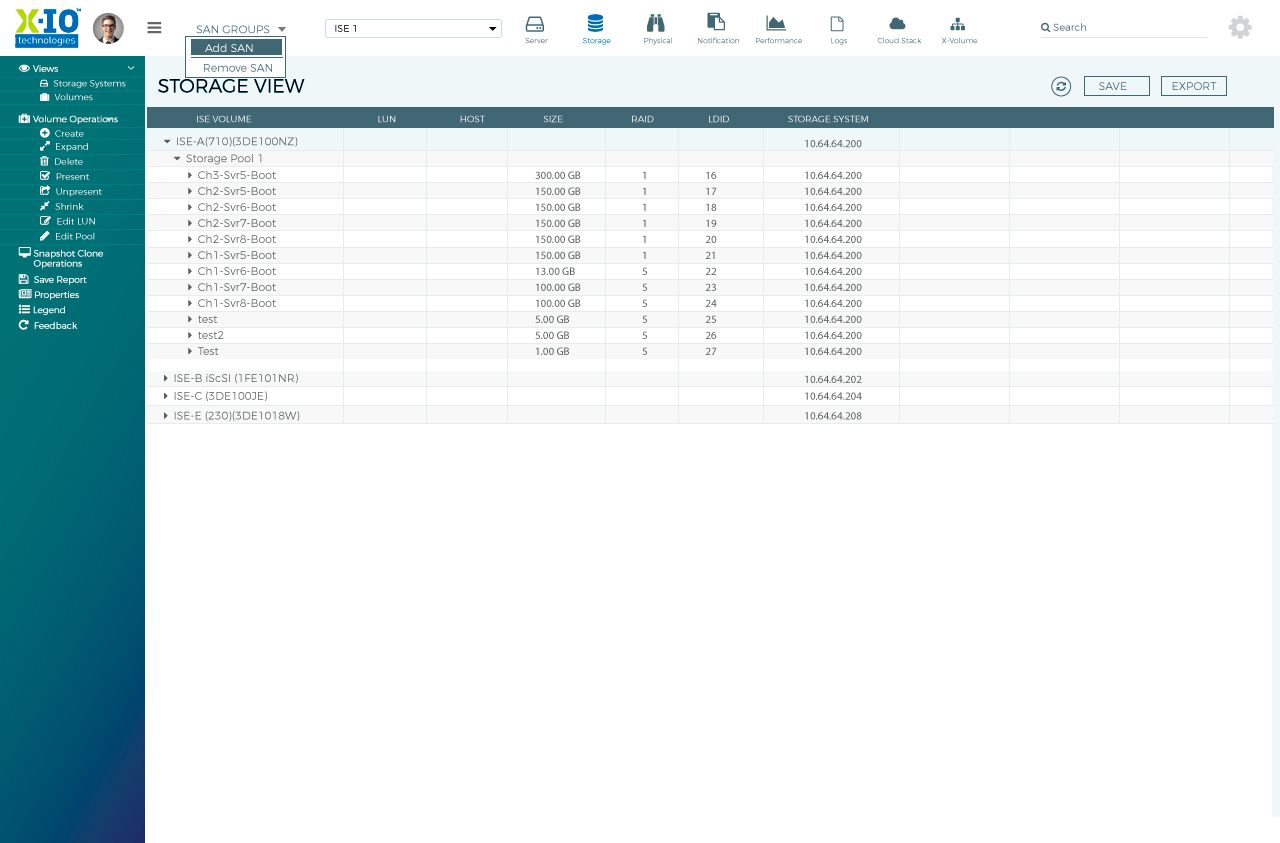 X-IO™
technologies
SAN GROUPS
Add SAN
Remove SAN
ISE 1
Server
Storage
Physical
Notification
Performance
Logs
Cloud Stack
X-Volume
Search
Views
Storage Systems
Volumes
Volume Operations
Create
Expand
Delete
Present
Unpresent
Shrink
Edit LUN
Edit Pool
Snapshot Clone
Operations
Save Report
Properties
Legend
Feedback
STORAGE VIEW
SAVE
EXPORT
ISE VOLUME LUN HOST SIZE RAID LDID STORAGE SYSTEM
ISE-A(710)(3DE100NZ) 10.64.64.200
Storage Pool 1
Ch3-Svr5-Boot 300.00 GB 1 16 10.64.64.200
Ch2-Svr5-Boot 150.00 GB 1 17 10.64.64.200
Ch2-Svr6-Boot 150.00 GB 1 18 10.64.64.200
Ch2-Svr7-Boot 150.00 GB 1 19 10.64.64.200
Ch2-Svr8-Boot 150.00 GB 1 20 10.64.64.200
Ch1-Svr5-Boot 150.00 GB 1 21 10.64.64.200
Ch1-Svr6-Boot 13.00 GB 5 22 10.64.64.200
Ch1-Svr7-Boot 100.00 GB 5 23 10.64.64.200
Ch1-Svr8-Boot 100.00 GB 5 24 10.64.64.200
test 5.00 GB 5 25 10.64.64.200
test2 5.00 GB 5 26 10.64.64.200
Test 1.00 GB 5 27 10.64.64.200
ISE-B iScSI (1FE101NR) 10.64.64.202
ISE-C (3DE100JE) 10.64.64.204
ISE-E (230)(3DE1018W) 10.64.64.208